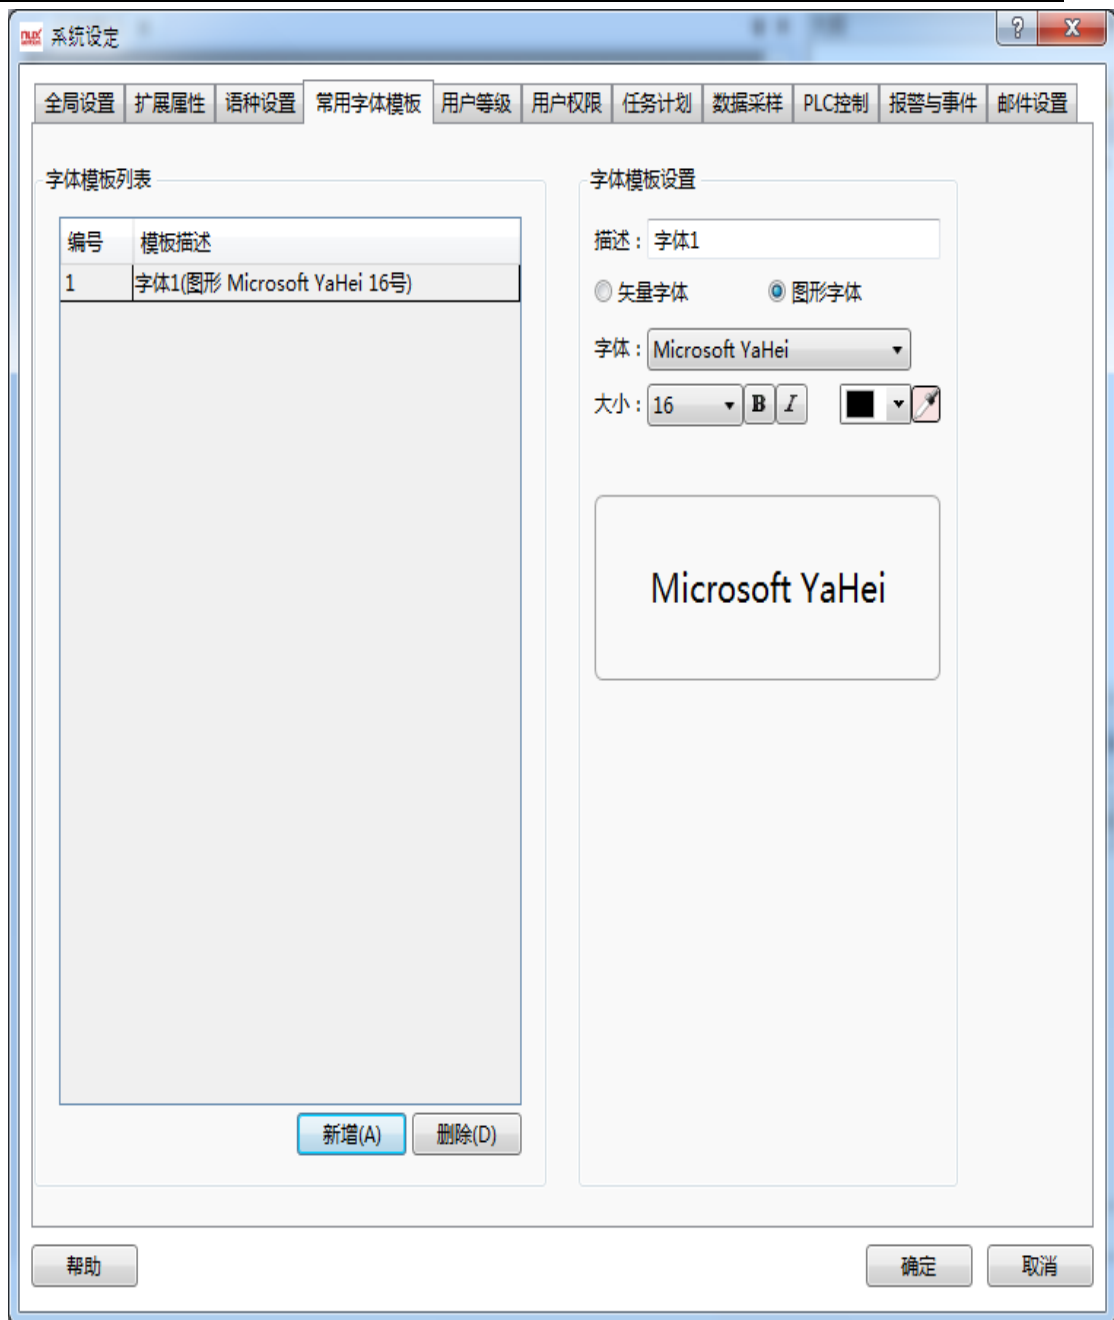 系统设定
全局设置 扩展属性 语种设置 常用字体模板 用户等级 用户权限 任务计划 数据采样 PLC控制 报警与事件 邮件设置
字体模板列表
编号 模板描述
1 字体1(图形 Microsoft YaHei 16号)
新增(A) 删除(D)
字体模板设置
描述：字体1
矢量字体 图形字体
字体：Microsoft YaHei
大小：16 B I
Microsoft YaHei
帮助 确定 取消